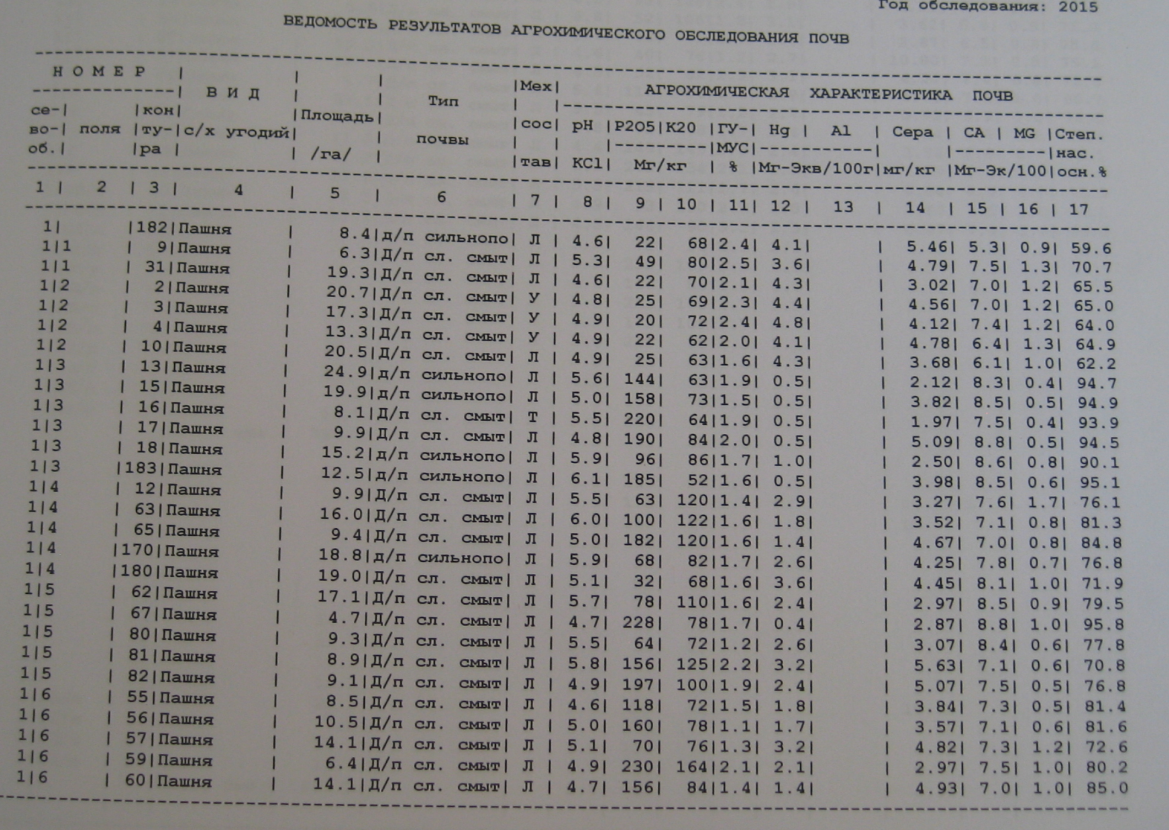 Год обследования: 2015
ВЕДОМОСТЬ РЕЗУЛЬТАТОВ АГРОХИМИЧЕСКОГО ОБСЛЕДОВАНИЯ ПОЧВ
Н О М Е Р | В И Д | Площадь | Тип | Мех | АГРОХИМИЧЕСКАЯ ХАРАКТЕРИСТИКА ПОЧВ
се-| | кон| с/х угодий | /га/ | почвы | сос | pH |P2O5|K2O |ГУ-| Hg | Al | Сера | СА | MG |Степ.
во-| поля |ту-| | | | |МУС| |нас.
об.| |ра | | | |тав| KCl| Мг/кг | % |Мг-Экв/100г|мг/кг |Мг-Эк/100|осн.%
1 | 2 | 3 | 4 | 5 | 6 | 7 | 8 | 9 | 10 | 11| 12 | 13 | 14 | 15 | 16 | 17
1| |182|Пашня | 8.4|д/п сильнопо| Л | 4.6| 22| 68|2.4| 4.1| | 5.46| 5.3| 0.9| 59.6
1|1 | 9|Пашня | 6.3|Д/п сл. смыт| Л | 5.3| 49| 80|2.5| 3.6| | 4.79| 7.5| 1.3| 70.7
1|1 | 31|Пашня | 19.3|Д/п сл. смыт| Л | 4.6| 22| 70|2.1| 4.3| | 3.02| 7.0| 1.2| 65.5
1|2 | 2|Пашня | 20.7|Д/п сл. смыт| У | 4.8| 25| 69|2.3| 4.4| | 4.56| 7.0| 1.2| 65.0
1|2 | 3|Пашня | 17.3|Д/п сл. смыт| У | 4.9| 20| 72|2.4| 4.8| | 4.12| 7.4| 1.2| 64.0
1|2 | 4|Пашня | 13.3|Д/п сл. смыт| У | 4.9| 22| 62|2.0| 4.1| | 4.78| 6.4| 1.3| 64.9
1|2 | 10|Пашня | 20.5|Д/п сл. смыт| Л | 4.9| 25| 63|1.6| 4.3| | 3.68| 6.1| 1.0| 62.2
1|3 | 13|Пашня | 24.9|д/п сильнопо| Л | 5.6| 144| 63|1.9| 0.5| | 2.12| 8.3| 0.4| 94.7
1|3 | 15|Пашня | 19.9|д/п сильнопо| Л | 5.0| 158| 73|1.5| 0.5| | 3.82| 8.5| 0.5| 94.9
1|3 | 16|Пашня | 8.1|Д/п сл. смыт| Т | 5.5| 220| 64|1.9| 0.5| | 1.97| 7.5| 0.4| 93.9
1|3 | 17|Пашня | 9.9|Д/п сл. смыт| Л | 4.8| 190| 84|2.0| 0.5| | 5.09| 8.8| 0.5| 94.5
1|3 | 18|Пашня | 15.2|д/п сильнопо| Л | 5.9| 96| 86|1.7| 1.0| | 2.50| 8.6| 0.8| 90.1
1|3 |183|Пашня | 12.5|д/п сильнопо| Л | 6.1| 185| 52|1.6| 0.5| | 3.98| 8.5| 0.6| 95.1
1|4 | 12|Пашня | 9.9|Д/п сл. смыт| Л | 5.5| 63| 120|1.4| 2.9| | 3.27| 7.6| 1.7| 76.1
1|4 | 63|Пашня | 16.0|Д/п сл. смыт| Л | 6.0| 100| 122|1.6| 1.8| | 3.52| 7.1| 0.8| 81.3
1|4 | 65|Пашня | 9.4|Д/п сл. смыт| Л | 5.0| 182| 120|1.6| 1.4| | 4.67| 7.0| 0.8| 84.8
1|4 |170|Пашня | 18.8|д/п сильнопо| Л | 5.9| 68| 82|1.7| 2.6| | 4.25| 7.8| 0.7| 76.8
1|4 |180|Пашня | 19.0|Д/п сл. смыт| Л | 5.1| 32| 68|1.6| 3.6| | 4.45| 8.1| 1.0| 71.9
1|5 | 62|Пашня | 17.1|Д/п сл. смыт| Л | 5.7| 78| 110|1.6| 2.4| | 2.97| 8.5| 0.9| 79.5
1|5 | 67|Пашня | 4.7|Д/п сл. смыт| Л | 4.7| 228| 78|1.7| 0.4| | 2.87| 8.8| 1.0| 95.8
1|5 | 80|Пашня | 9.3|Д/п сл. смыт| Л | 5.5| 64| 72|1.2| 2.6| | 3.07| 8.4| 0.6| 77.8
1|5 | 81|Пашня | 8.9|Д/п сл. смыт| Л | 5.8| 156| 125|2.2| 3.2| | 5.63| 7.1| 0.6| 70.8
1|5 | 82|Пашня | 9.1|Д/п сл. смыт| Л | 4.9| 197| 100|1.9| 2.4| | 5.07| 7.5| 0.5| 76.8
1|6 | 55|Пашня | 8.5|Д/п сл. смыт| Л | 4.6| 118| 72|1.5| 1.8| | 3.84| 7.3| 0.5| 81.4
1|6 | 56|Пашня | 10.5|Д/п сл. смыт| Л | 5.0| 160| 78|1.1| 1.7| | 3.57| 7.1| 0.6| 81.6
1|6 | 57|Пашня | 14.1|Д/п сл. смыт| Л | 5.1| 70| 76|1.3| 3.2| | 4.82| 7.3| 1.2| 72.6
1|6 | 59|Пашня | 6.4|Д/п сл. смыт| Л | 4.9| 230| 164|2.1| 2.1| | 2.97| 7.5| 1.0| 80.2
1|6 | 60|Пашня | 14.1|Д/п сл. смыт| Л | 4.7| 156| 84|1.4| 1.4| | 4.93| 7.0| 1.0| 85.0